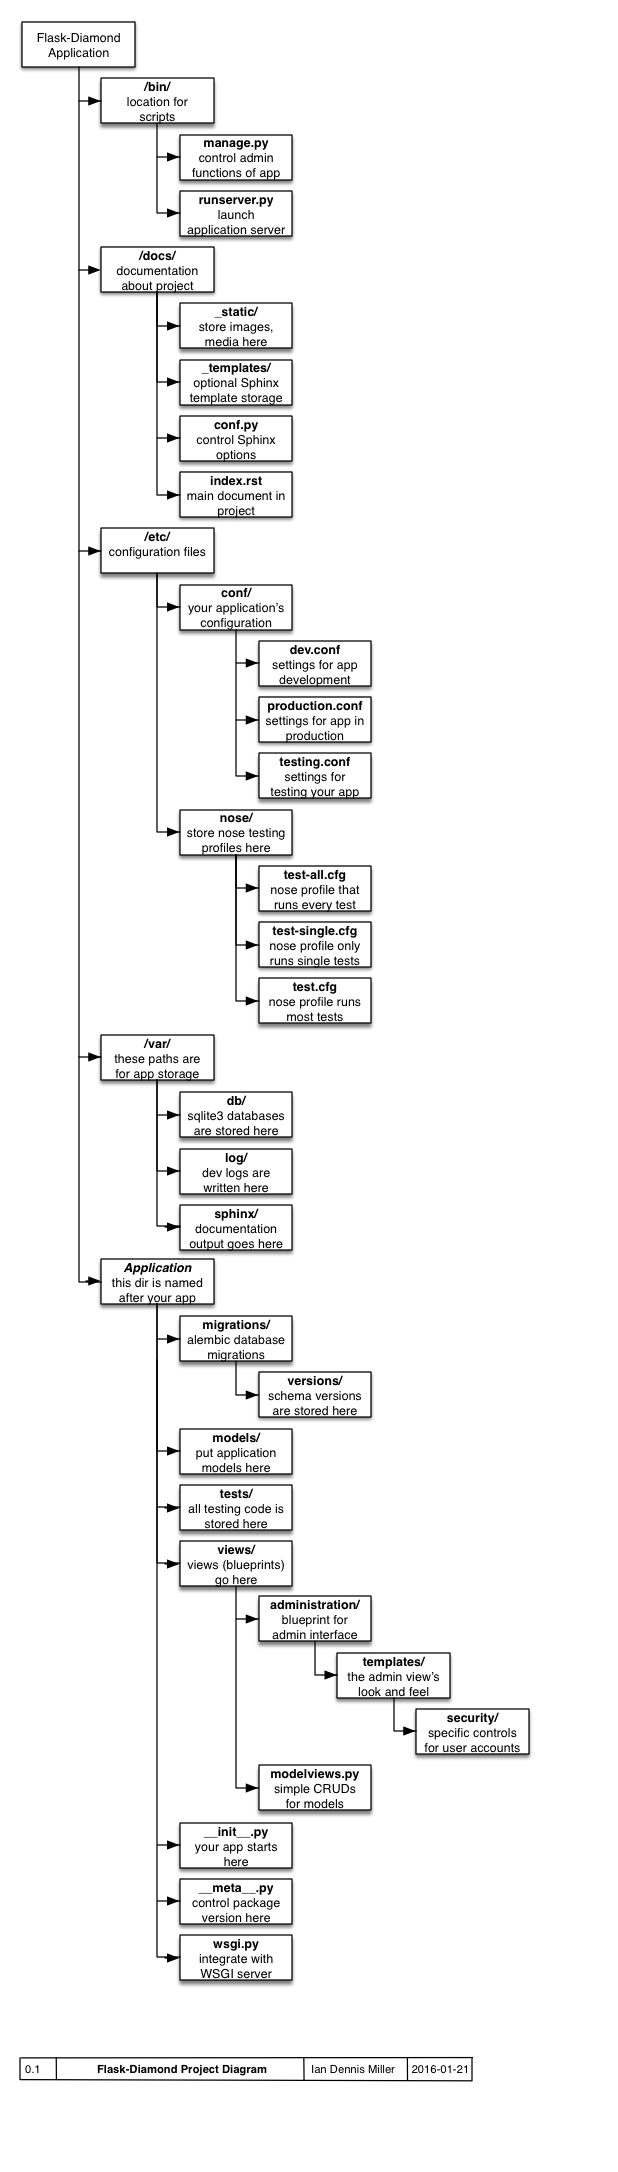 Flask-Diamond
Application
/bin/
location for
scripts
manage.py
control admin
functions of app
runserver.py
launch
application server
/docs/
documentation
about project
_static/
store images,
media here
_templates/
optional Sphinx
template storage
conf.py
control Sphinx
options
index.rst
main document in
project
/etc/
configuration files
conf/
your application's
configuration
dev.conf
settings for app
development
production.conf
settings for app in
production
testing.conf
settings for
testing your app
nose/
store nose testing
profiles here
test-all.cfg
nose profile that
runs every test
test-single.cfg
nose profile only
runs single tests
test.cfg
nose profile runs
most tests
/var/
these paths are
for app storage
db/
sqlite3 databases
are stored here
log/
dev logs are
written here
sphinx/
documentation
output goes here
Application
this dir is named
after your app
migrations/
alembic database
migrations
versions/
schema versions
are stored here
models/
put application
models here
tests/
all testing code is
stored here
views/
views (blueprints)
go here
administration/
blueprint for
admin interface
templates/
the admin view's
look and feel
security/
specific controls
for user accounts
modelviews.py
simple CRUDs
for models
__init__.py
your app starts
here
__meta__.py
control package
version here
wsgi.py
integrate with
WSGI server
0.1 Flask-Diamond Project Diagram Ian Dennis Miller 2016-01-21